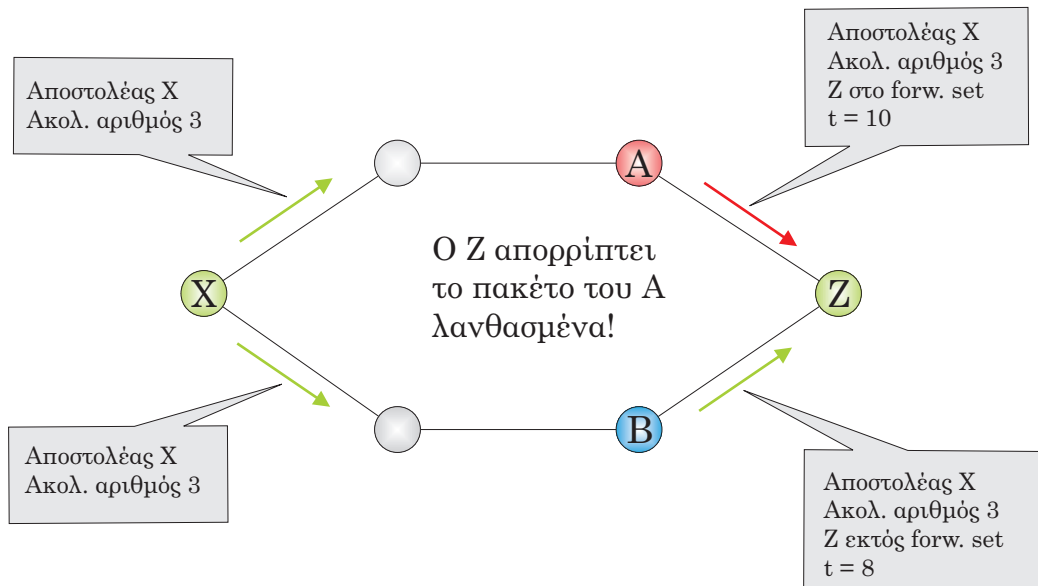 Αποστολέας Χ
Ακολ. αριθμός 3
Αποστολέας Χ
Ακολ. αριθμός 3
Ζ στο forw. set
t = 10
Α
Χ
Ο Ζ απορρίπτει
το πακέτο του Α
λανθασμένα!
Ζ
Β
Αποστολέας Χ
Ακολ. αριθμός 3
Αποστολέας Χ
Ακολ. αριθμός 3
Ζ εκτός forw. set
t = 8